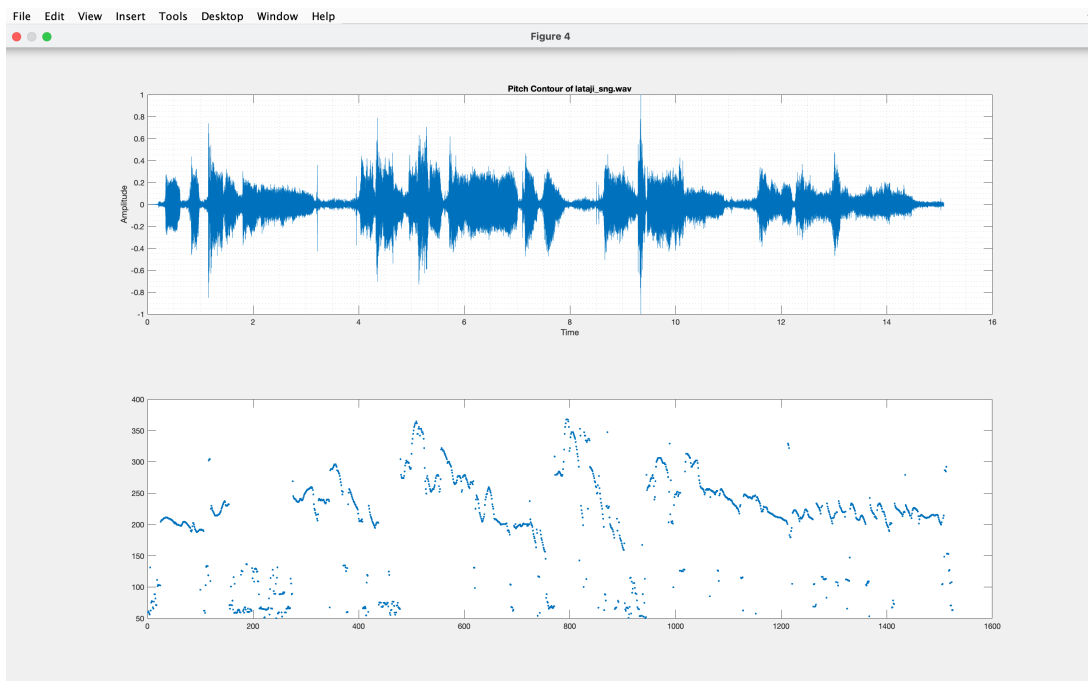 File Edit View Insert Tools Desktop Window Help
Figure 4
Pitch Contour of lataji_sng.wav
1
0.8
0.6
0.4
0.2
0
-0.2
-0.4
-0.6
-0.8
-1
Amplitude
0 2 4 6 8 10 12 14 16
Time
400
350
300
250
200
150
100
50
0 200 400 600 800 1000 1200 1400 1600